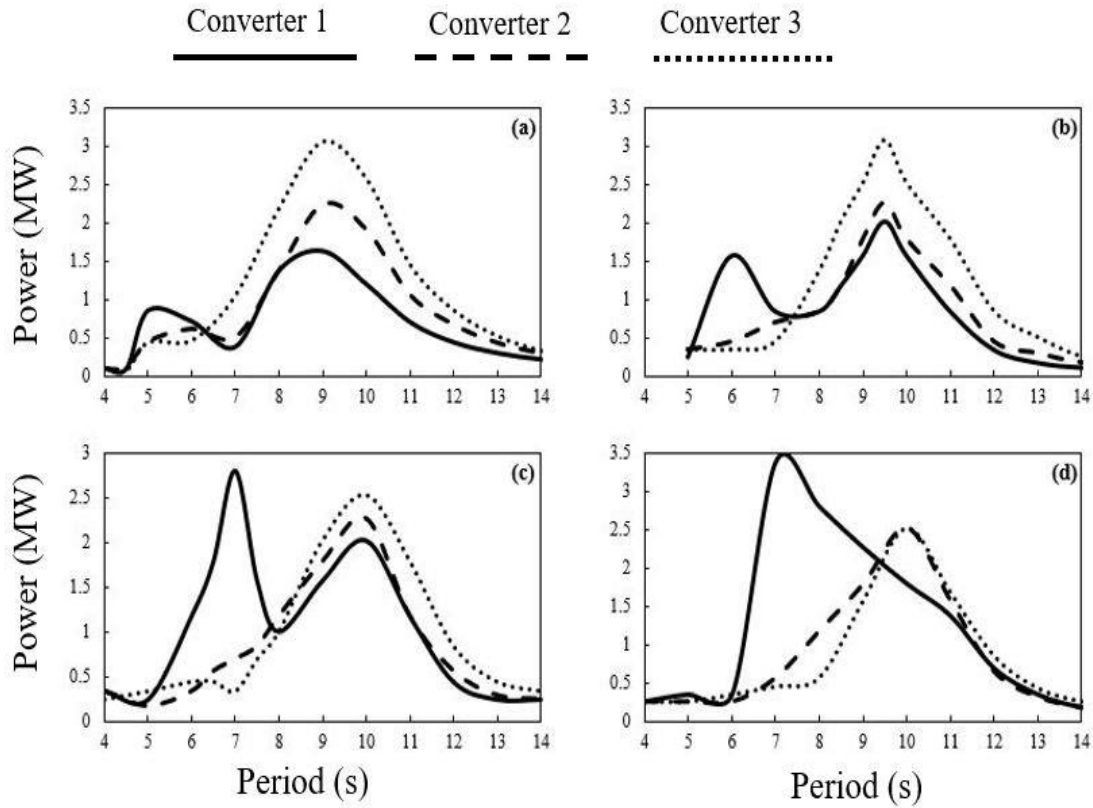 Converter 1 Converter 2 Converter 3
3.5 (a) 3.5 (b)
3 3
2.5 2.5
2 2
1.5 1.5
1 1
0.5 0.5
0 0
4 5 6 7 8 9 10 11 12 13 14 4 5 6 7 8 9 10 11 12 13 14
Power (MW)
3 (c) 3.5 (d)
2.5 3
2 2.5
1.5 2
1 1.5
0.5 1
0 0.5
0
4 5 6 7 8 9 10 11 12 13 14 4 5 6 7 8 9 10 11 12 13 14
Power (MW)
Period (s) Period (s)